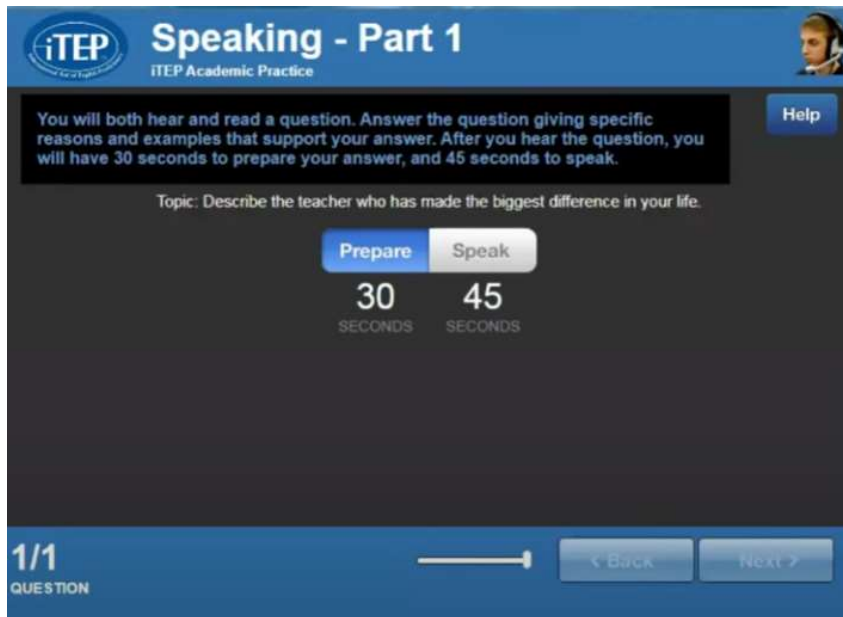 iTEP
Speaking - Part 1
iTEP Academic Practice
You will both hear and read a question. Answer the question giving specific
reasons and examples that support your answer. After you hear the question, you
will have 30 seconds to prepare your answer, and 45 seconds to speak.
Help
Topic: Describe the teacher who has made the biggest difference in your life.
Prepare Speak
30 45
SECONDS SECONDS
1/1
QUESTION
< Back Next >